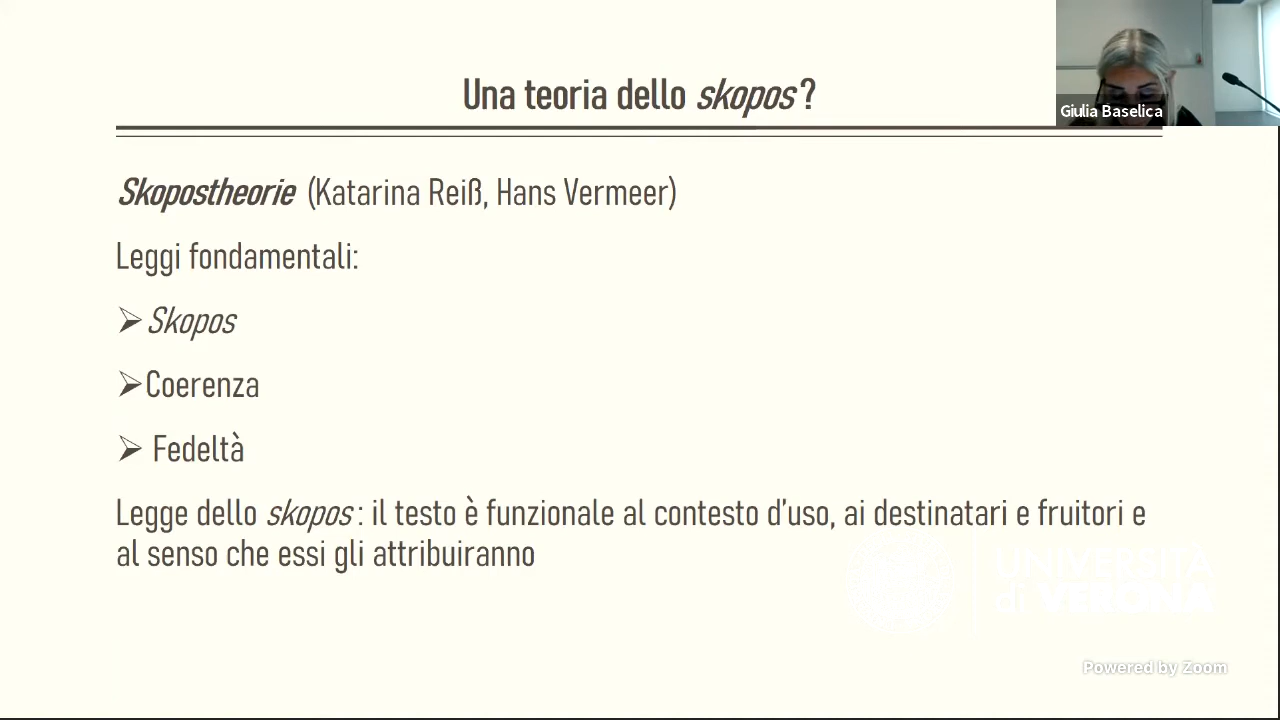 Una teoria dello skopos?
Giulia Baselica
Skopostheorie (Katarina Reiß, Hans Vermeer)
Leggi fondamentali:
➢ Skopos
➢ Coerenza
➢ Fedeltà
Legge dello skopos: il testo è funzionale al contesto d'uso, ai destinatari e fruitori e
al senso che essi gli attribuiranno
UNIVERSITÀ
di VERONA
Powered by Zoom